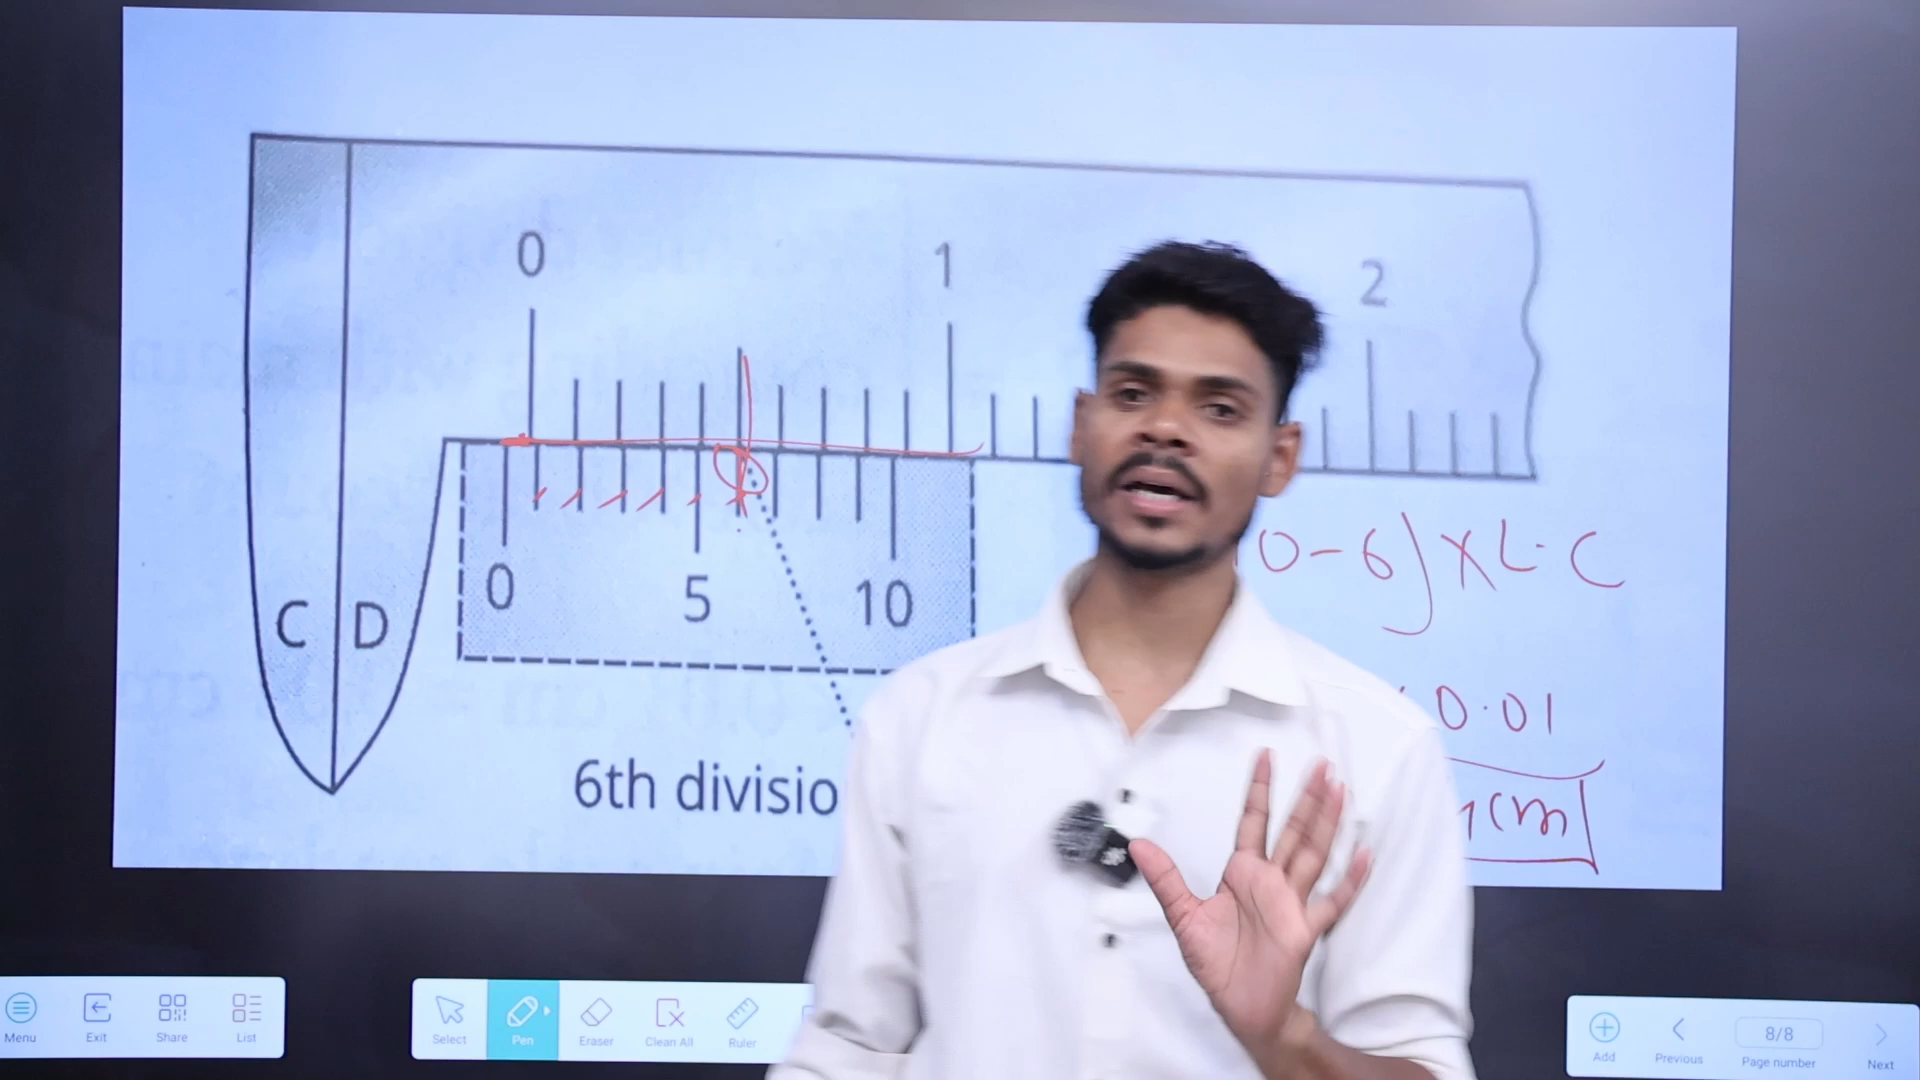 0 1 2
0 5 10
C D
0-6) X L·C
0.01
cm
6th divisio
Menu Exit Share List
Select Pen Eraser Clean All Ruler
Add Previous 8/8 Page number Next